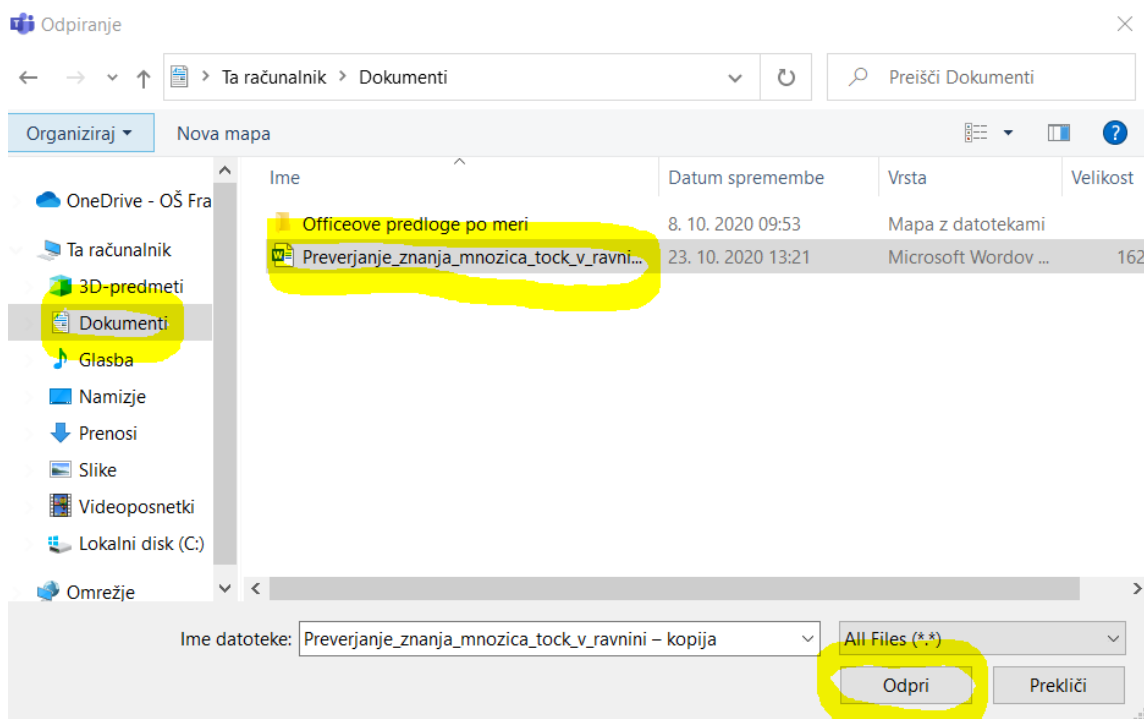 Odpiranje
Ta računalnik > Dokumenti
Preišči Dokumenti
Organiziraj
Nova mapa
?
OneDrive - OŠ Fra
Ta računalnik
3D-predmeti
Dokumenti
Glasba
Namizje
Prenosi
Slike
Videoposnetki
Lokalni disk (C:)
Omrežje
Ime Datum spremembe Vrsta Velikost
Officeove predloge po meri 8. 10. 2020 09:53 Mapa z datotekami
Preverjanje_znanja_mnozica_tock_v_ravni... 23. 10. 2020 13:21 Microsoft Wordov ... 162
Ime datoteke: Preverjanje_znanja_mnozica_tock_v_ravnini – kopija
All Files (*.*)
Odpri Prekliči